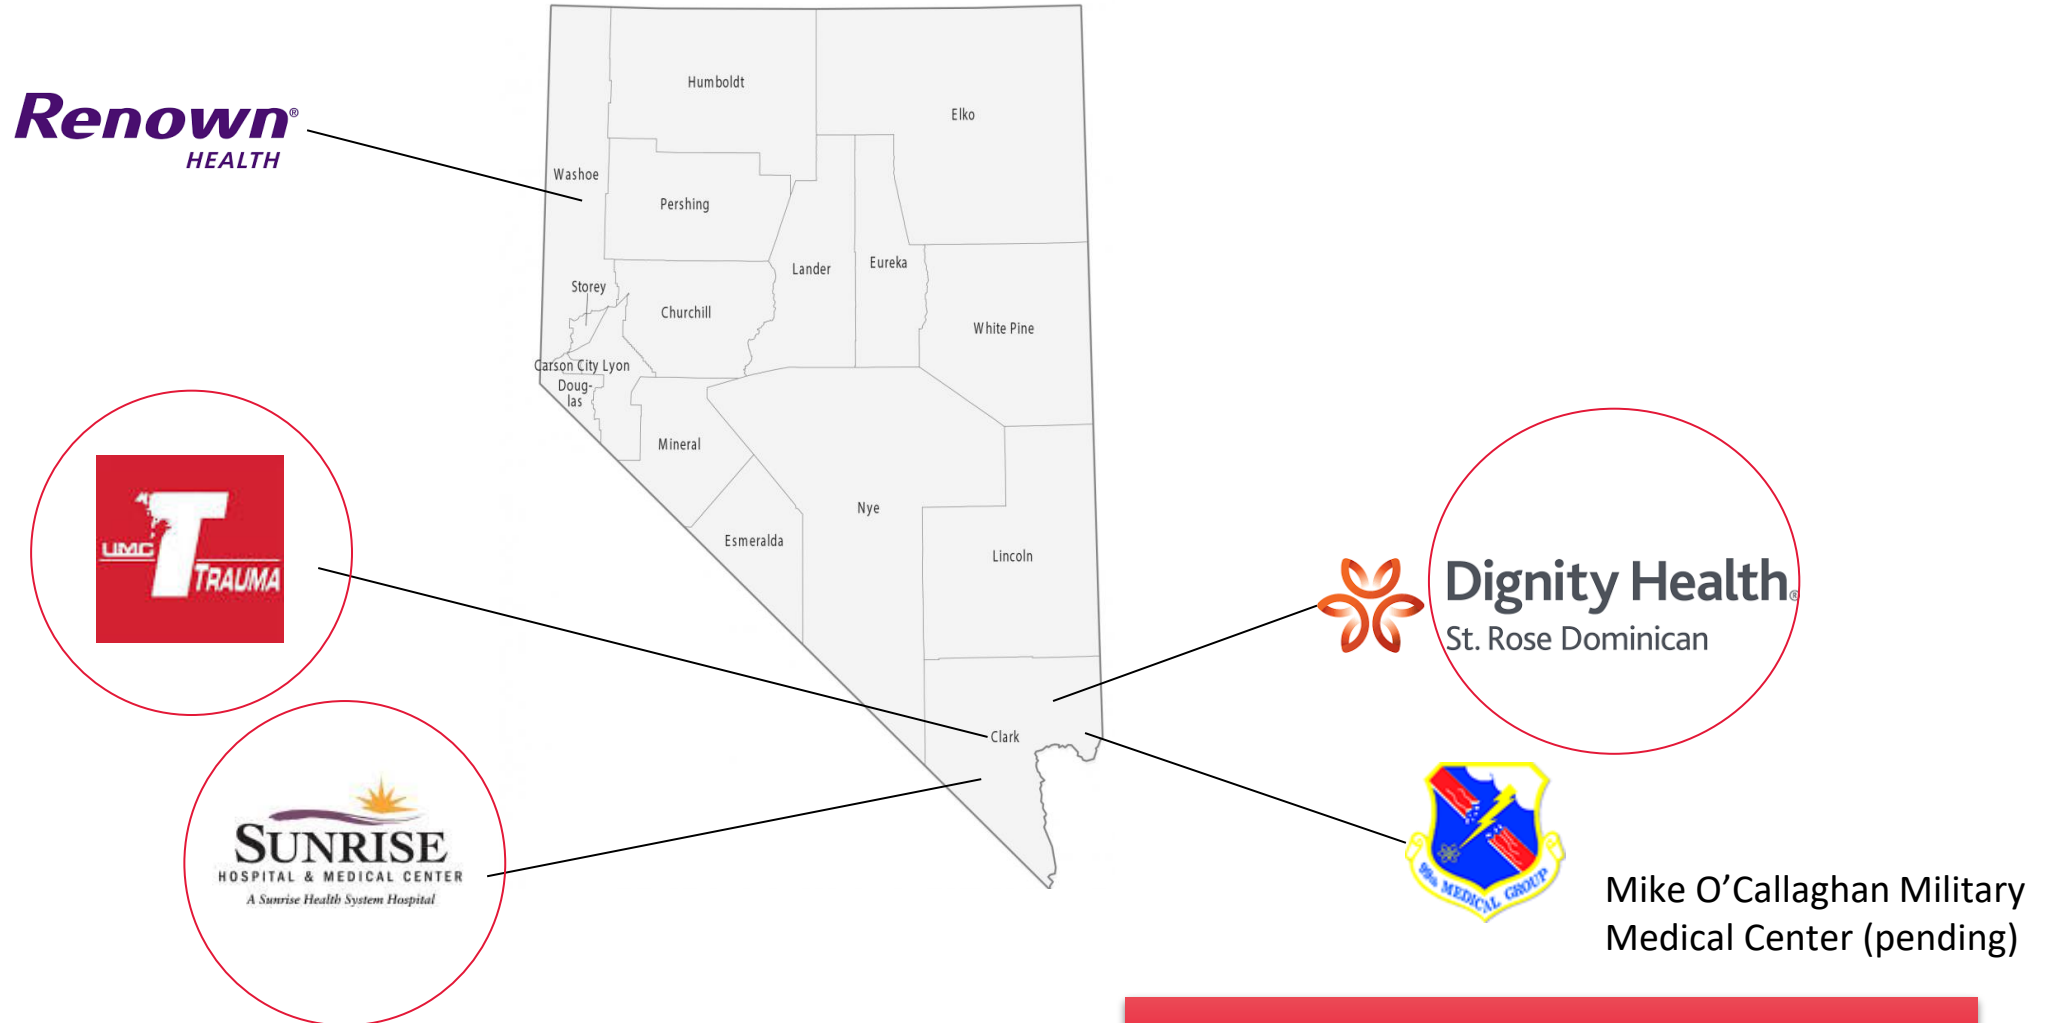 Renown®
HEALTH
Humboldt
Elko
Washoe
Pershing
Lander
Eureka
Storey
Churchill
White Pine
Carson City Lyon
Doug-
las
Mineral
Nye
Esmeralda
Lincoln
Clark
UMC
T
TRAUMA
SUNRISE
HOSPITAL & MEDICAL CENTER
A Sunrise Health System Hospital
Dignity Health®
St. Rose Dominican
99th MEDICAL GROUP
Mike O’Callaghan Military
Medical Center (pending)